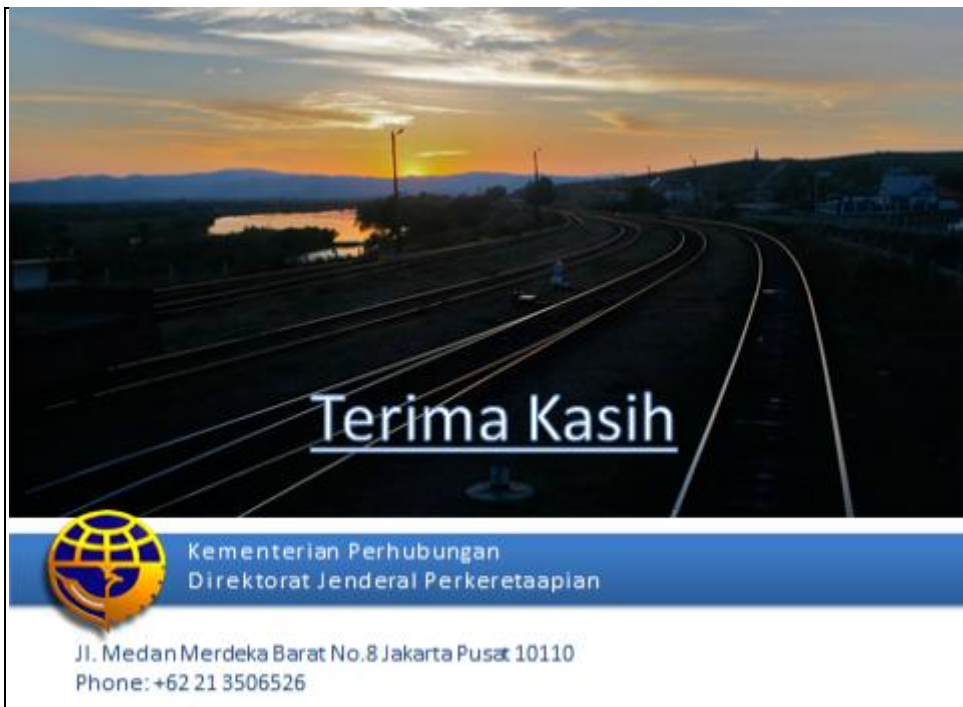 Terima Kasih
Kementerian Perhubungan
Direktorat Jenderal Perkeretaapian
Jl. Medan Merdeka Barat No.8 Jakarta Pusat 10110
Phone: +62 21 3506526